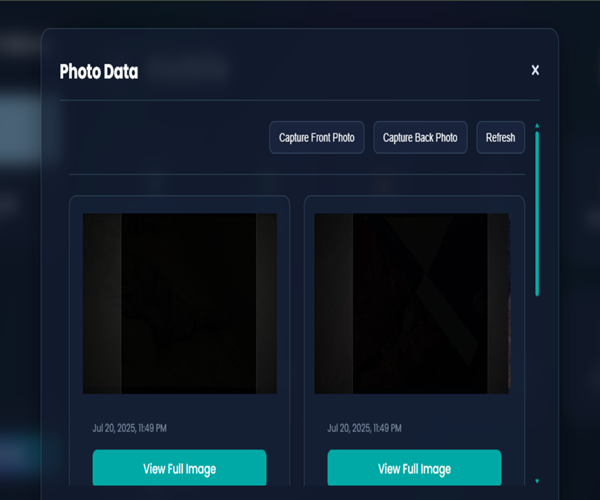 Photo Data
X
Capture Front Photo Capture Back Photo Refresh
Jul 20, 2025, 11:49 PM Jul 20, 2025, 11:49 PM
View Full Image View Full Image